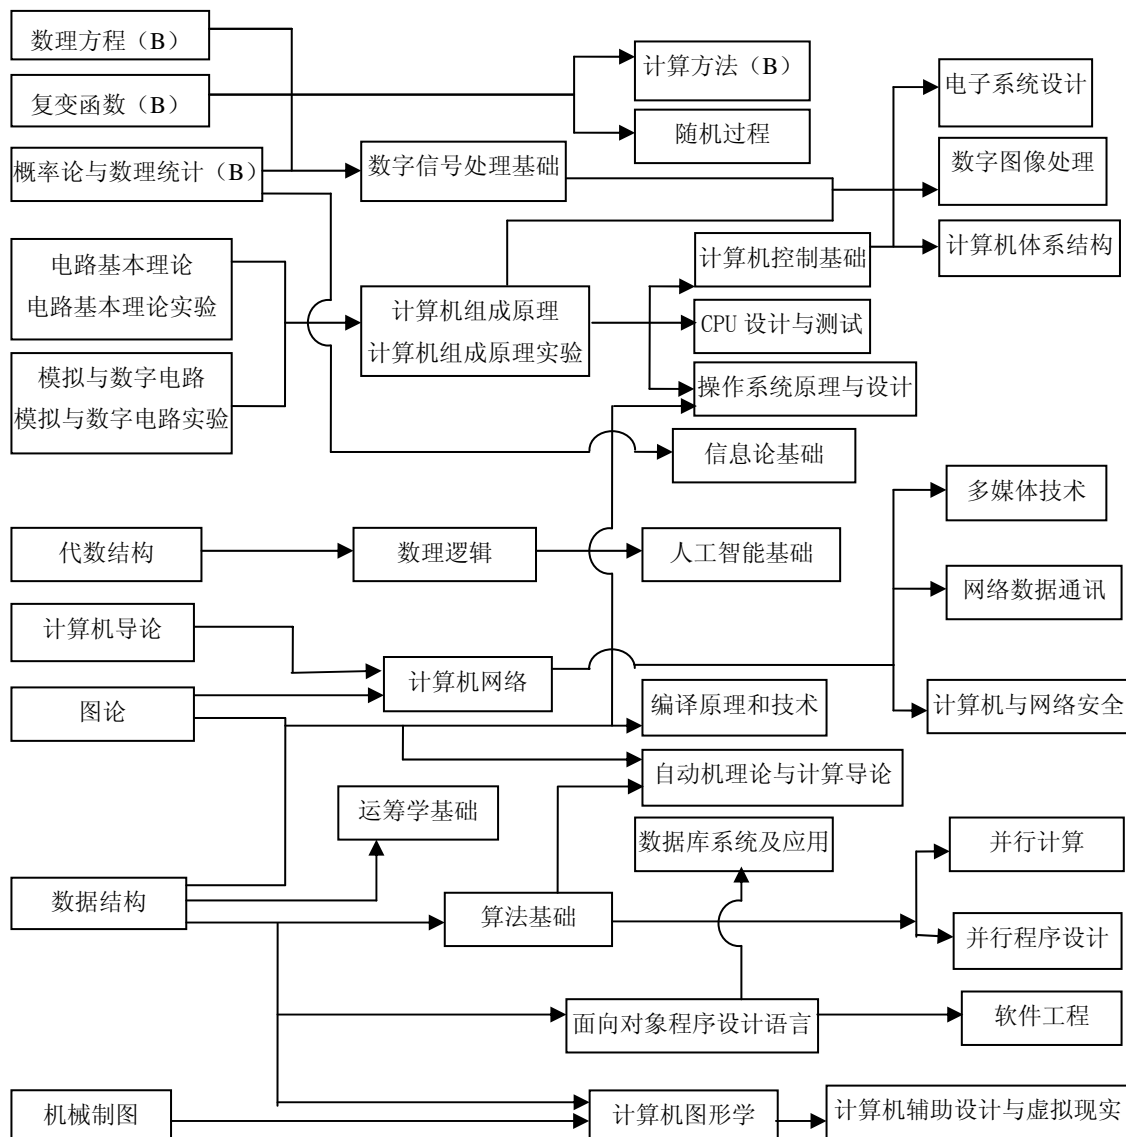 数理方程（B）
计算方法（B）
电子系统设计
复变函数（B）
随机过程
概率论与数理统计（B）
数字信号处理基础
数字图像处理
电路基本理论
电路基本理论实验
计算机控制基础
计算机体系结构
计算机组成原理
计算机组成原理实验
CPU 设计与测试
模拟与数字电路
模拟与数字电路实验
操作系统原理与设计
信息论基础
多媒体技术
代数结构
数理逻辑
人工智能基础
网络数据通讯
计算机导论
计算机网络
图论
编译原理和技术
计算机与网络安全
自动机理论与计算导论
运筹学基础
数据库系统及应用
并行计算
数据结构
算法基础
并行程序设计
面向对象程序设计语言
软件工程
机械制图
计算机图形学
计算机辅助设计与虚拟现实